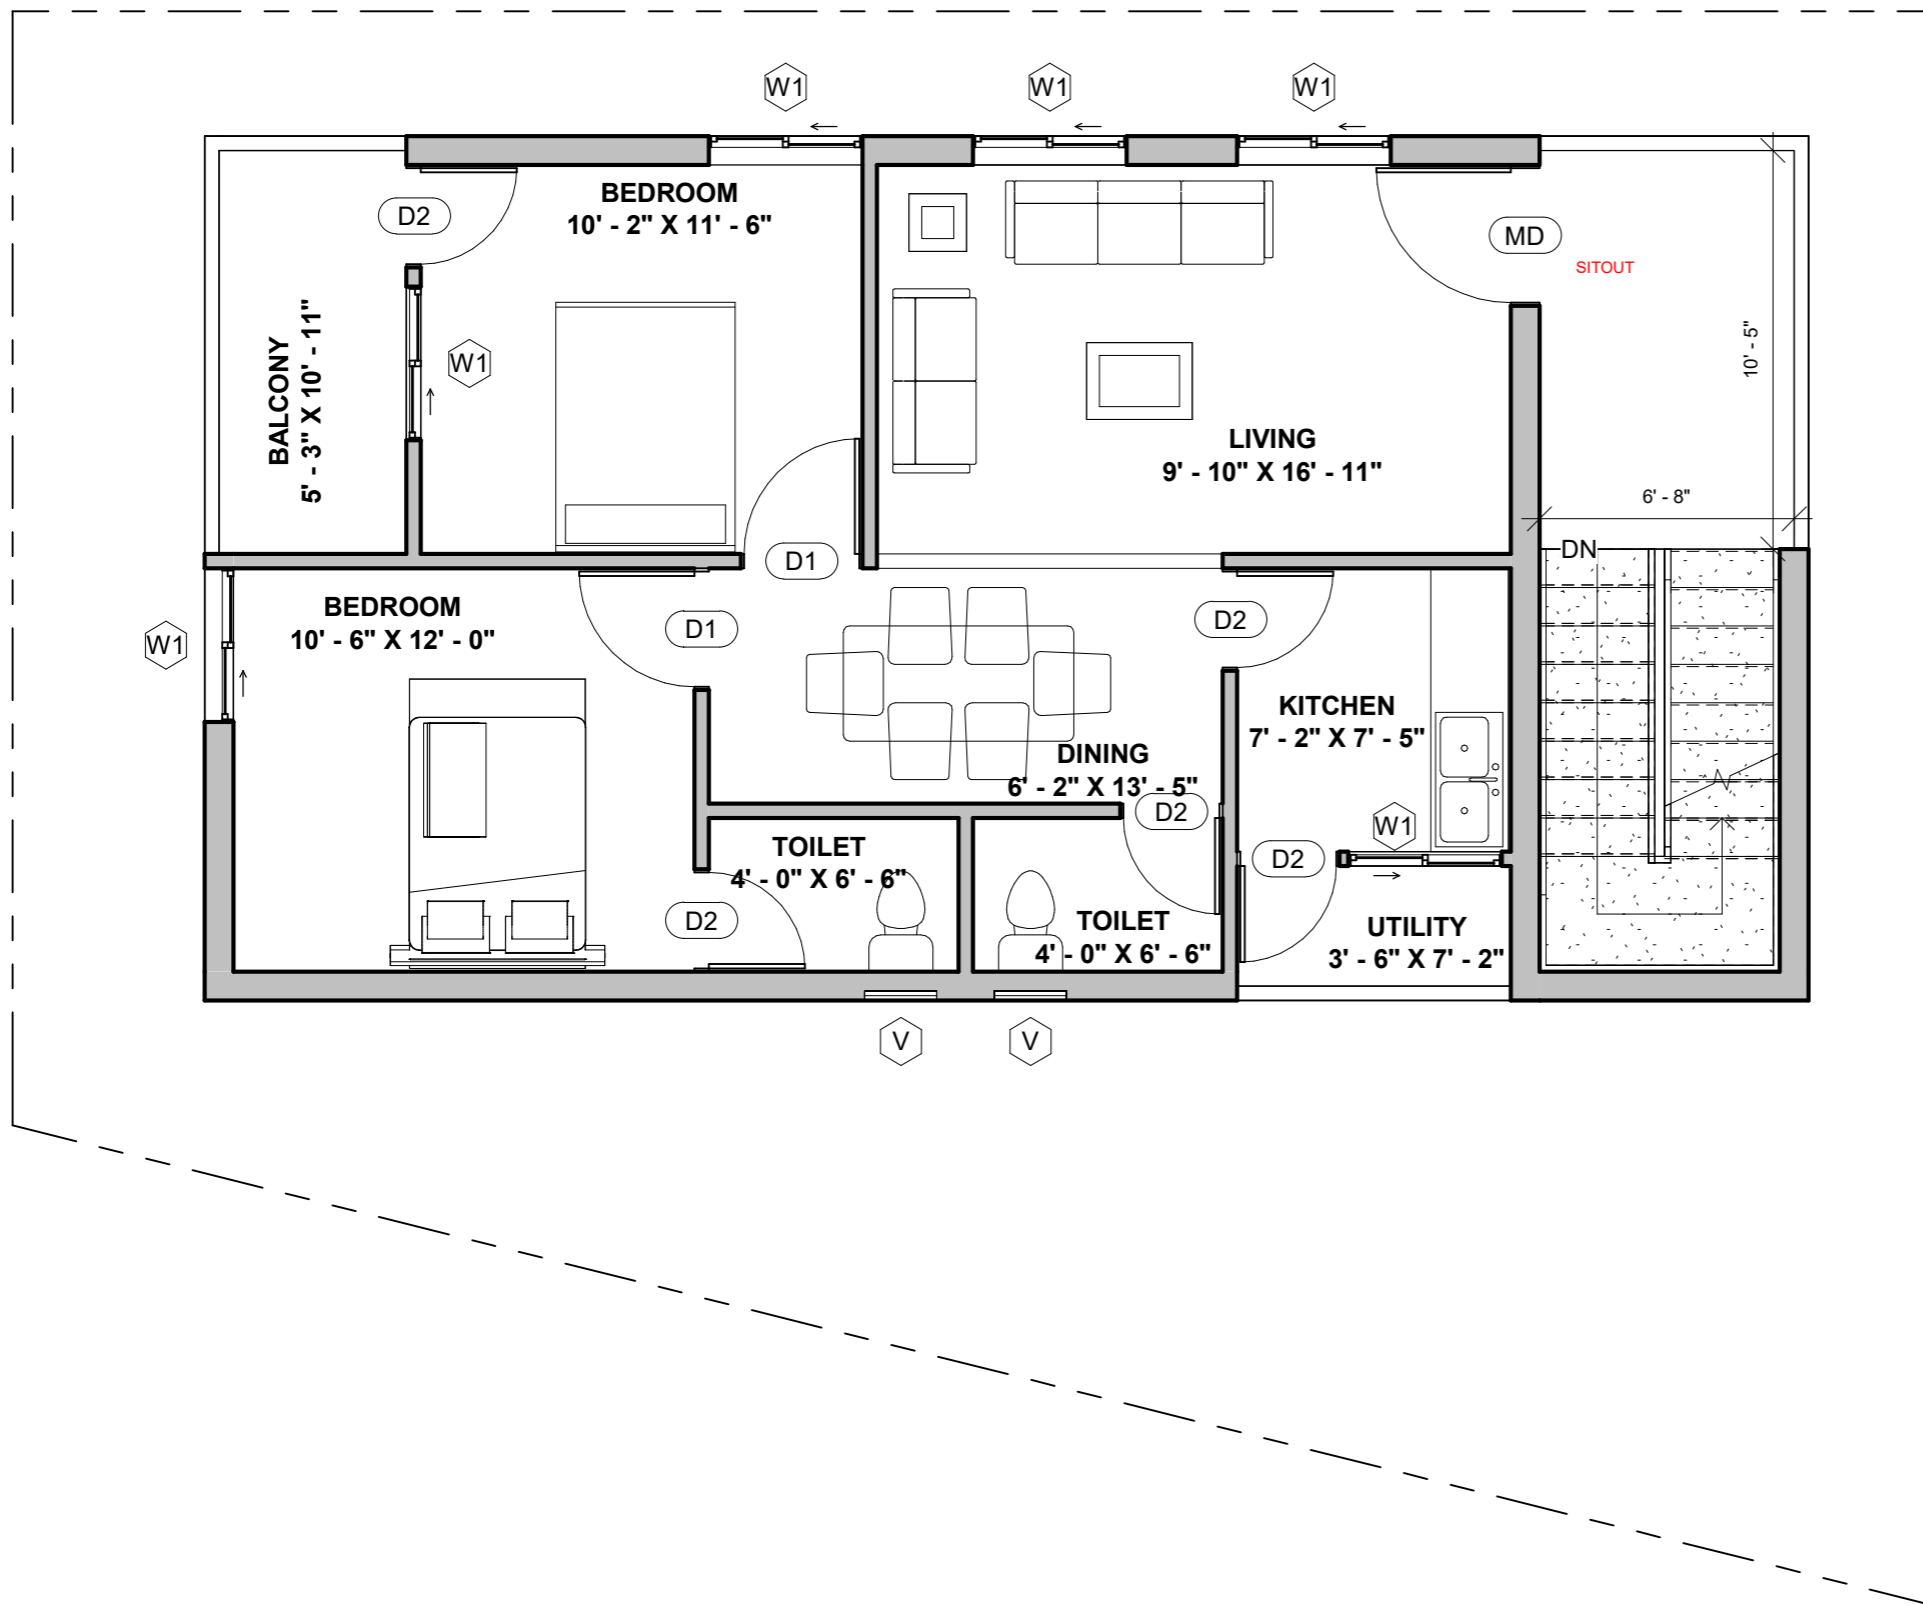 W1
W1
W1
BEDROOM
10' - 2" X 11' - 6"
D2
MD
SITOUT
BALCONY
5' - 3" X 10' - 11"
W1
10' - 5"
LIVING
9' - 10" X 16' - 11"
6' - 8"
DN
D1
BEDROOM
10' - 6" X 12' - 0"
W1
D1
D2
KITCHEN
7' - 2" X 7' - 5"
DINING
6' - 2" X 13' - 5"
D2
W1
TOILET
4' - 0" X 6' - 6"
D2
D2
TOILET
4' - 0" X 6' - 6"
UTILITY
3' - 6" X 7' - 2"
V
V